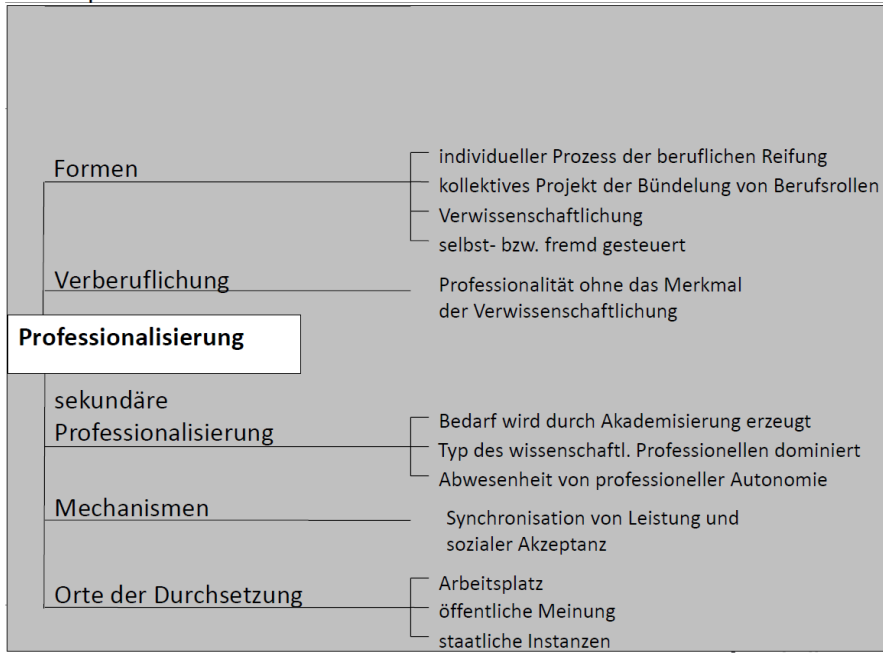 Formen
individueller Prozess der beruflichen Reifung
kollektives Projekt der Bündelung von Berufsrollen
Verwissenschaftlichung
selbst- bzw. fremd gesteuert
Verberuflichung
Professionalität ohne das Merkmal
der Verwissenschaftlichung
Professionalisierung
sekundäre
Professionalisierung
Bedarf wird durch Akademisierung erzeugt
Typ des wissenschaftl. Professionellen dominiert
Abwesenheit von professioneller Autonomie
Mechanismen
Synchronisation von Leistung und
sozialer Akzeptanz
Orte der Durchsetzung
Arbeitsplatz
öffentliche Meinung
staatliche Instanzen